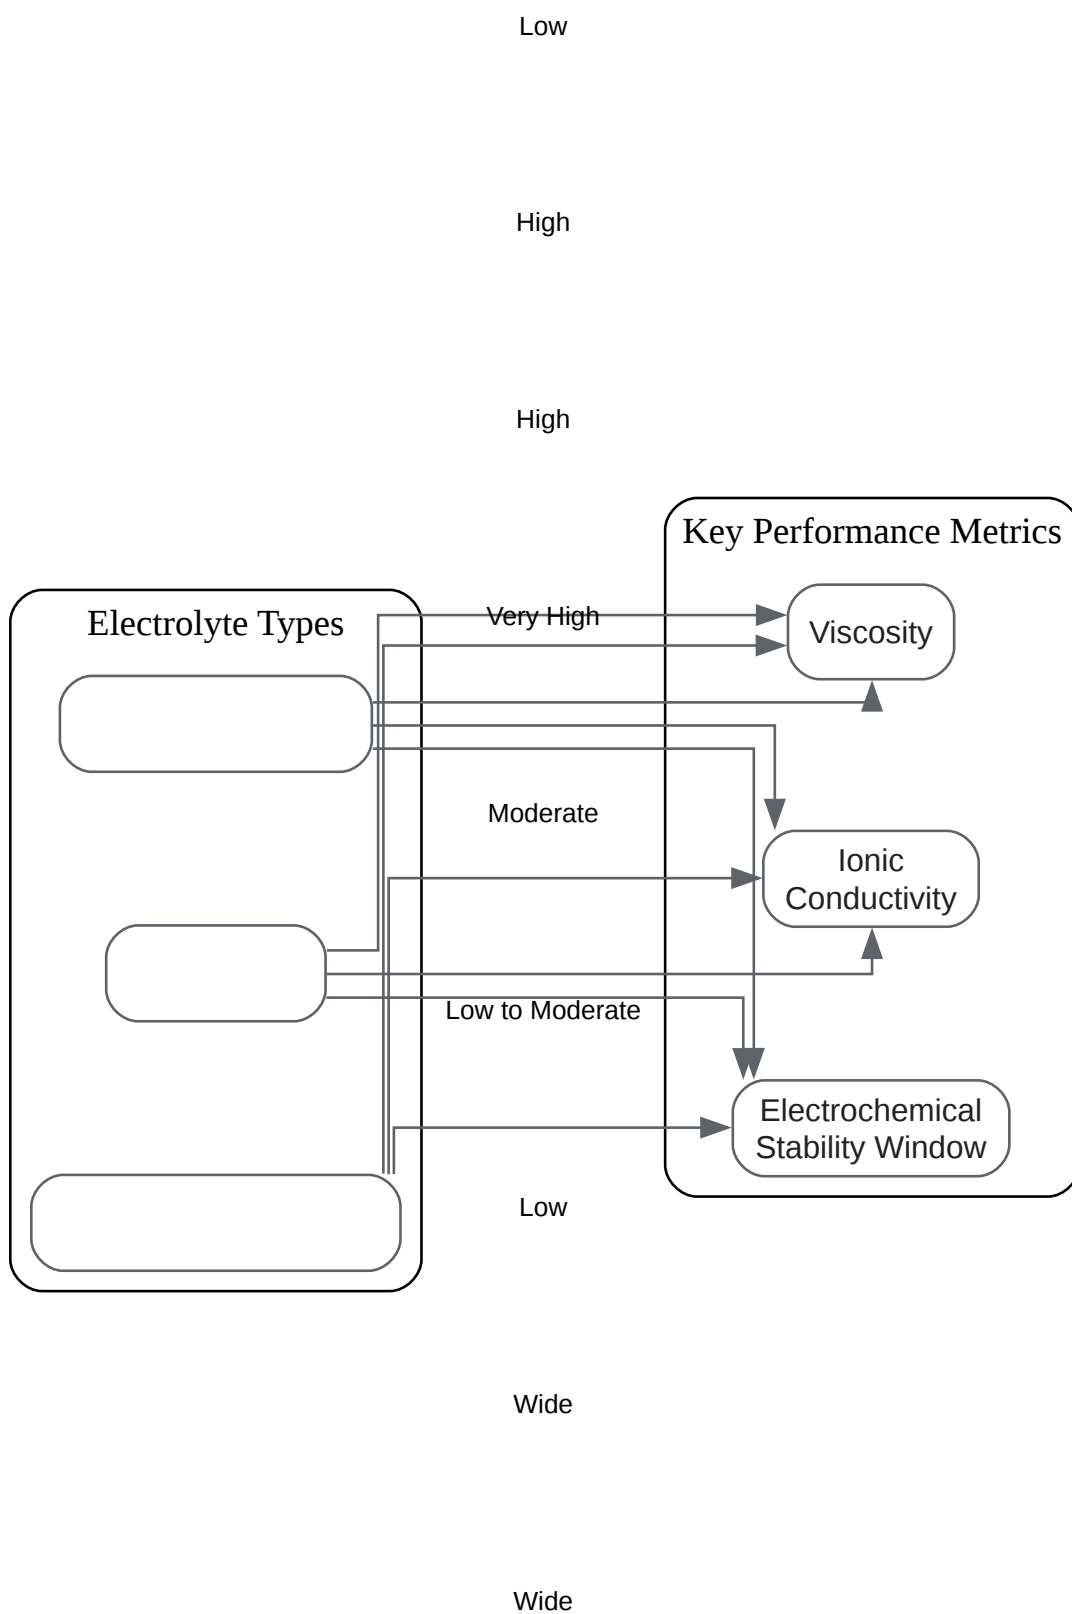 Low
High
High
Key Performance Metrics
Electrolyte Types
Very High
Viscosity
Moderate
Ionic
Conductivity
Low to Moderate
Electrochemical
Stability Window
Low
Wide
Wide